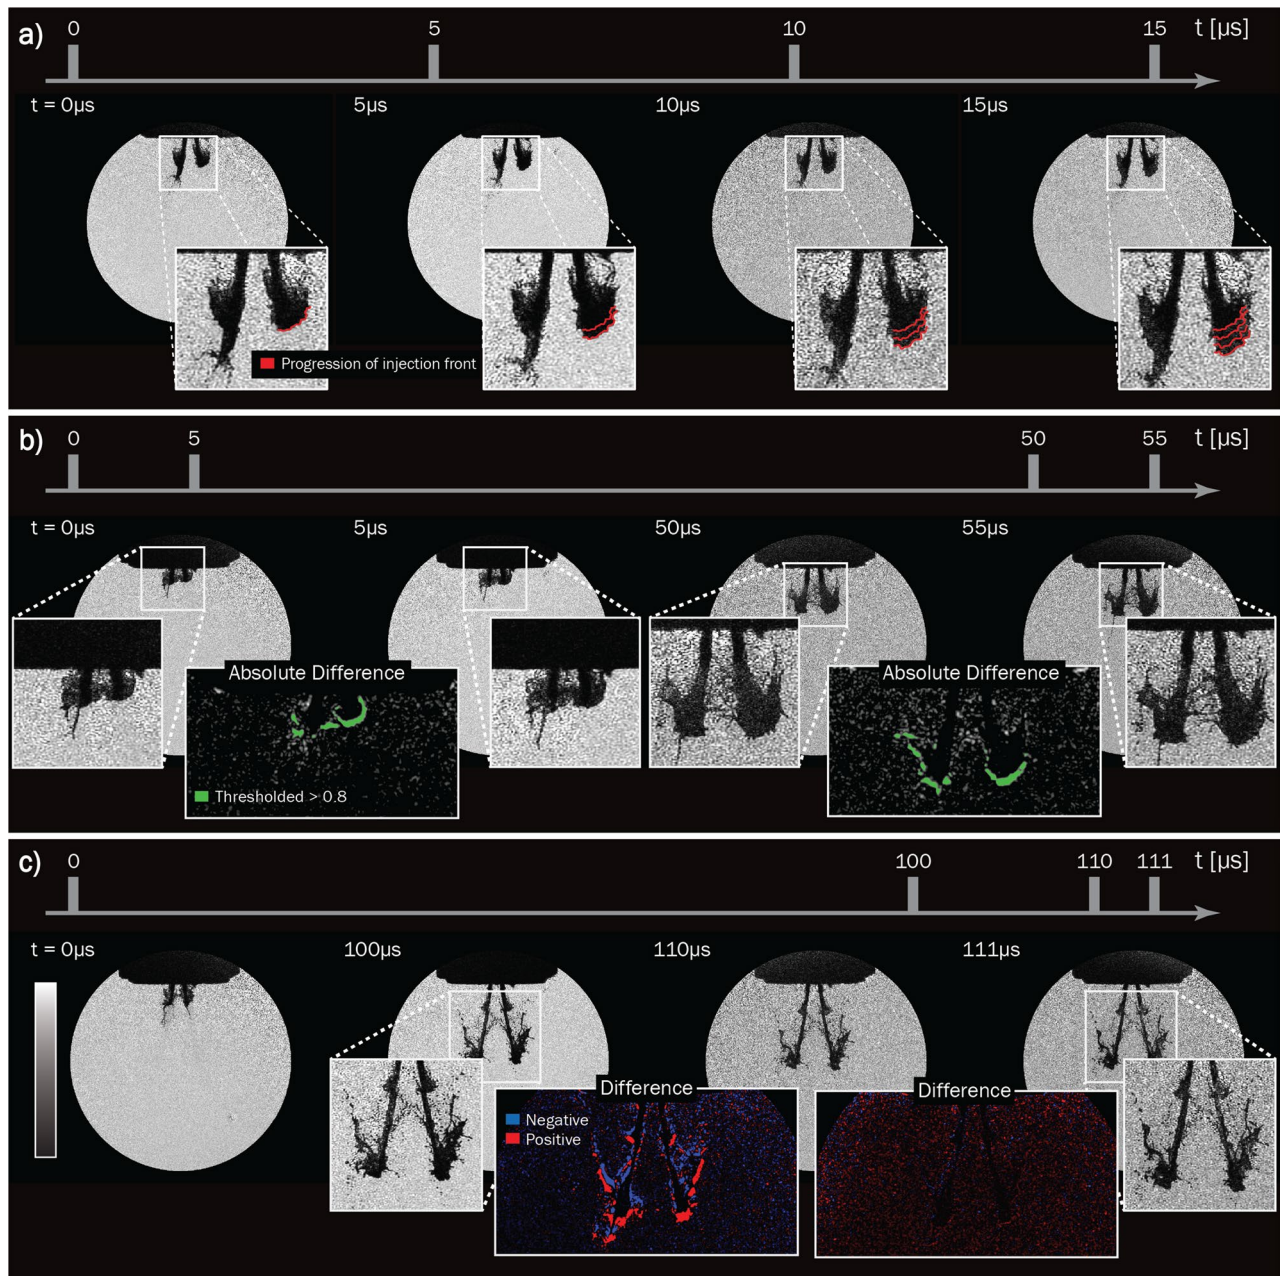 a)
0 5 10 15 t [µs]
t = 0µs 5µs 10µs 15µs
Progression of injection front
b)
0 5 50 55 t [µs]
t = 0µs 5µs 50µs 55µs
Absolute Difference Absolute Difference
Thresholded > 0.8
c)
0 100 110 111 t [µs]
t = 0µs 100µs 110µs 111µs
Difference Difference
Negative
Positive